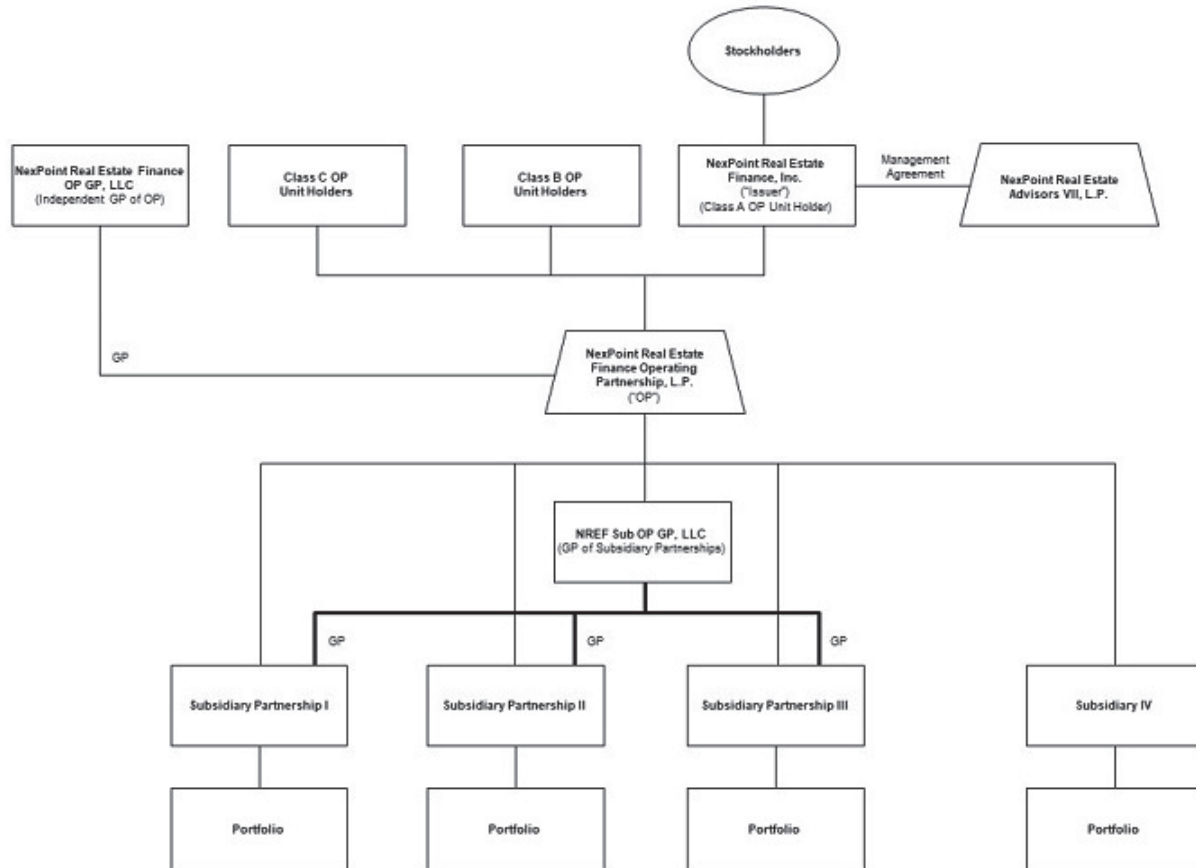 Stockholders
NexPoint Real Estate Finance
OP GP, LLC
(Independent GP of OP)
Class C OP
Unit Holders
Class B OP
Unit Holders
NexPoint Real Estate
Finance, Inc.
("Issuer")
(Class A OP Unit Holder)
Management
Agreement
NexPoint Real Estate
Advisors VII, L.P.
GP
NexPoint Real Estate
Finance Operating
Partnership, L.P.
("OP")
NREF Sub OP GP, LLC
(GP of Subsidiary Partnerships)
GP
GP
GP
Subsidiary Partnership I
Subsidiary Partnership II
Subsidiary Partnership III
Subsidiary IV
Portfolio
Portfolio
Portfolio
Portfolio